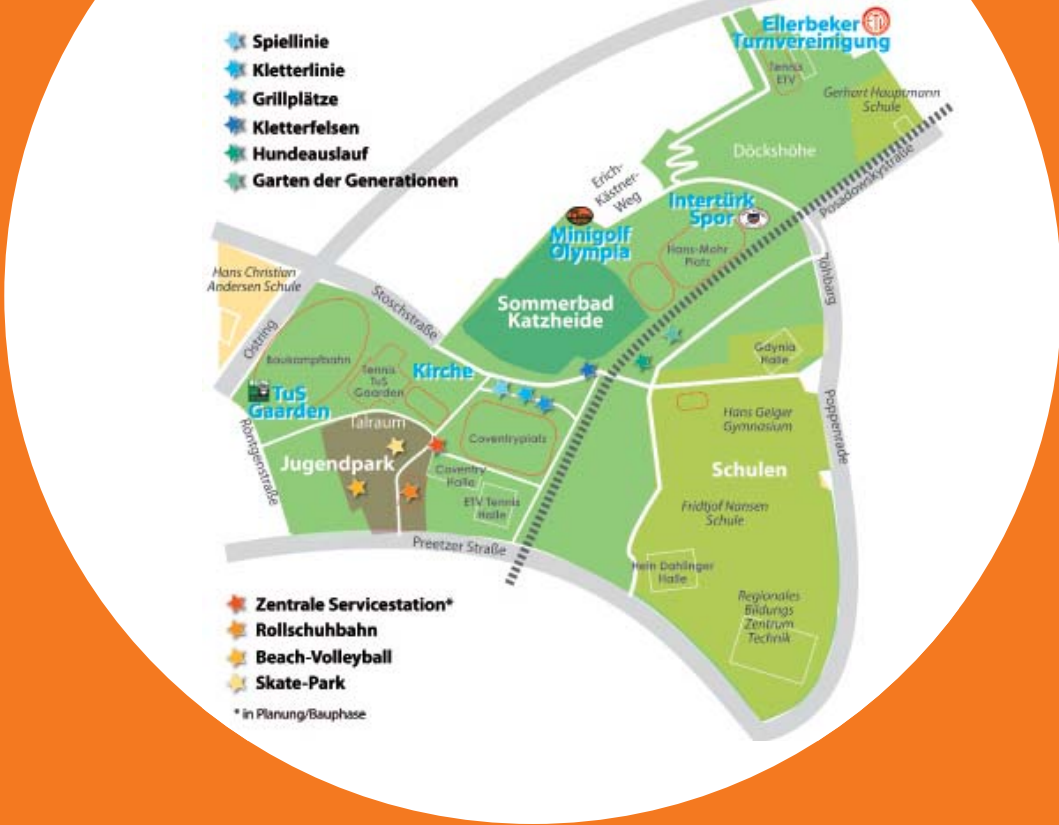 Spiellinie
Kletterlinie
Grillplätze
Kletterfelsen
Hundeauslauf
Garten der Generationen
Ellerbeker
Turnvereinigung
ETV
Tennis
ETV
Gerhart Hauptmann
Schule
Döckshöhe
Posadowskystraße
Erich-
Kästner-
Weg
Intertürk
Spor
Minigolf
Olympia
Hans-Mohr
Platz
Hans Christian
Andersen Schule
Stoschstraße
Sommerbad
Katzheide
Röhbarg
Ostring
Baukampfbahn
Tennis
TuS
Gaarden
Kirche
Gdynia
Halle
TuS
Gaarden
Talraum
Coventryplatz
Hans Geiger
Gymnasium
Poppenrade
Röntgenstraße
Jugendpark
Coventry
Halle
Schulen
ETV Tennis
Halle
Fridtjof Nansen
Schule
Preetzer Straße
Hein Dahlinger
Halle
Regionales
Bildungs
Zentrum
Technik
Zentrale Servicestation*
Rollschuhbahn
Beach-Volleyball
Skate-Park
* in Planung/Bauphase